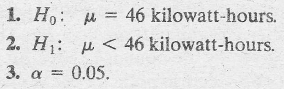 1. H₀: μ = 46 kilowatt-hours.
2. H₁: μ < 46 kilowatt-hours.
3. α = 0.05.